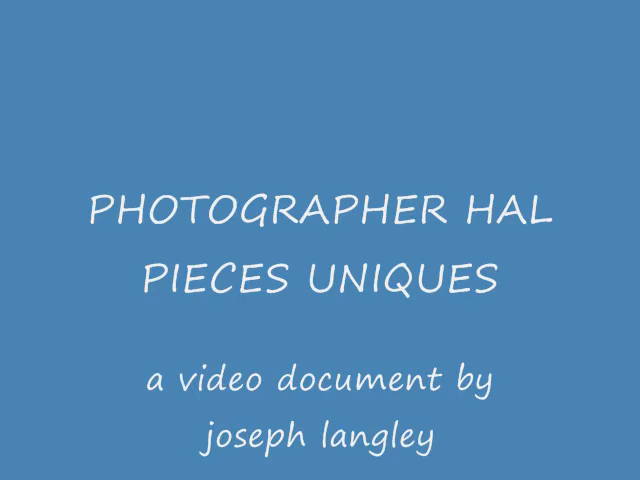 PHOTOGRAPHER HAL
PIECES UNIQUES
a video document by
joseph langley